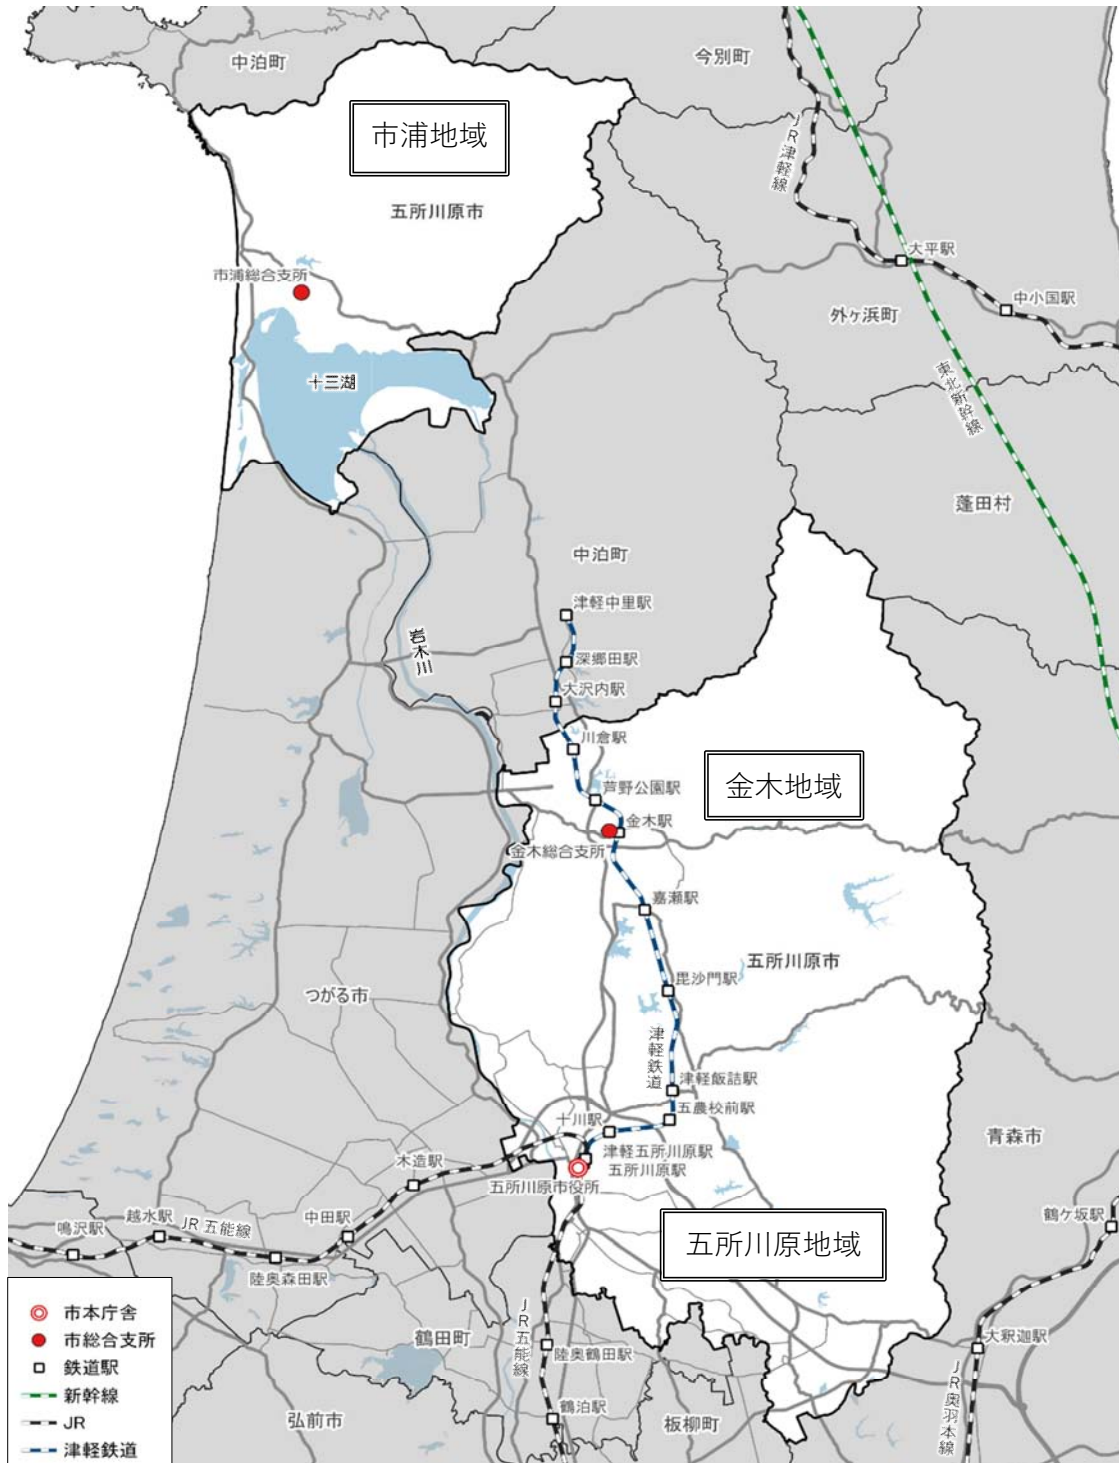 中泊町
今別町
市浦地域
JR津軽線
五所川原市
大平駅
市浦総合支所
中小国駅
外ヶ浜町
十三湖
東北新幹線
蓬田村
中泊町
津軽中里駅
岩木川
深郷田駅
大沢内駅
川倉駅
金木地域
芦野公園駅
金木駅
金木総合支所
嘉瀬駅
五所川原市
毘沙門駅
つがる市
津軽鉄道
津軽飯詰駅
五農校前駅
十川駅
青森市
津軽五所川原駅
木造駅
五所川原駅
五所川原市役所
鶴ケ坂駅
越水駅
中田駅
鳴沢駅
JR五能線
五所川原地域
陸奥森田駅
市本庁舎
市総合支所
鉄道駅
新幹線
JR
津軽鉄道
JR五能線
鶴田町
陸奥鶴田駅
大釈迦駅
JR奥羽本線
鶴泊駅
弘前市
板柳町